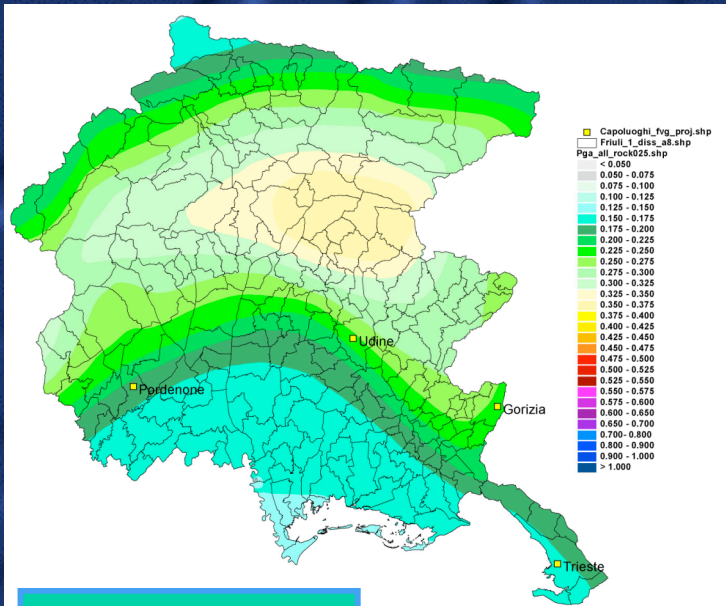 Capoluoghi_fvg_proj.shp
Friuli_1_diss_a8.shp
Pga_all_rock025.shp
< 0.050
0.050 - 0.075
0.075 - 0.100
0.100 - 0.125
0.125 - 0.150
0.150 - 0.175
0.175 - 0.200
0.200 - 0.225
0.225 - 0.250
0.250 - 0.275
0.275 - 0.300
0.300 - 0.325
0.325 - 0.350
0.350 - 0.375
0.375 - 0.400
0.400 - 0.425
0.425 - 0.450
0.450 - 0.475
0.475 - 0.500
0.500 - 0.525
0.525 - 0.550
0.550 - 0.575
0.575 - 0.600
0.600 - 0.650
0.650 - 0.700
0.700- 0.800
0.800 - 0.900
0.900 - 1.000
> 1.000
Udine
Pordenone
Gorizia
Trieste